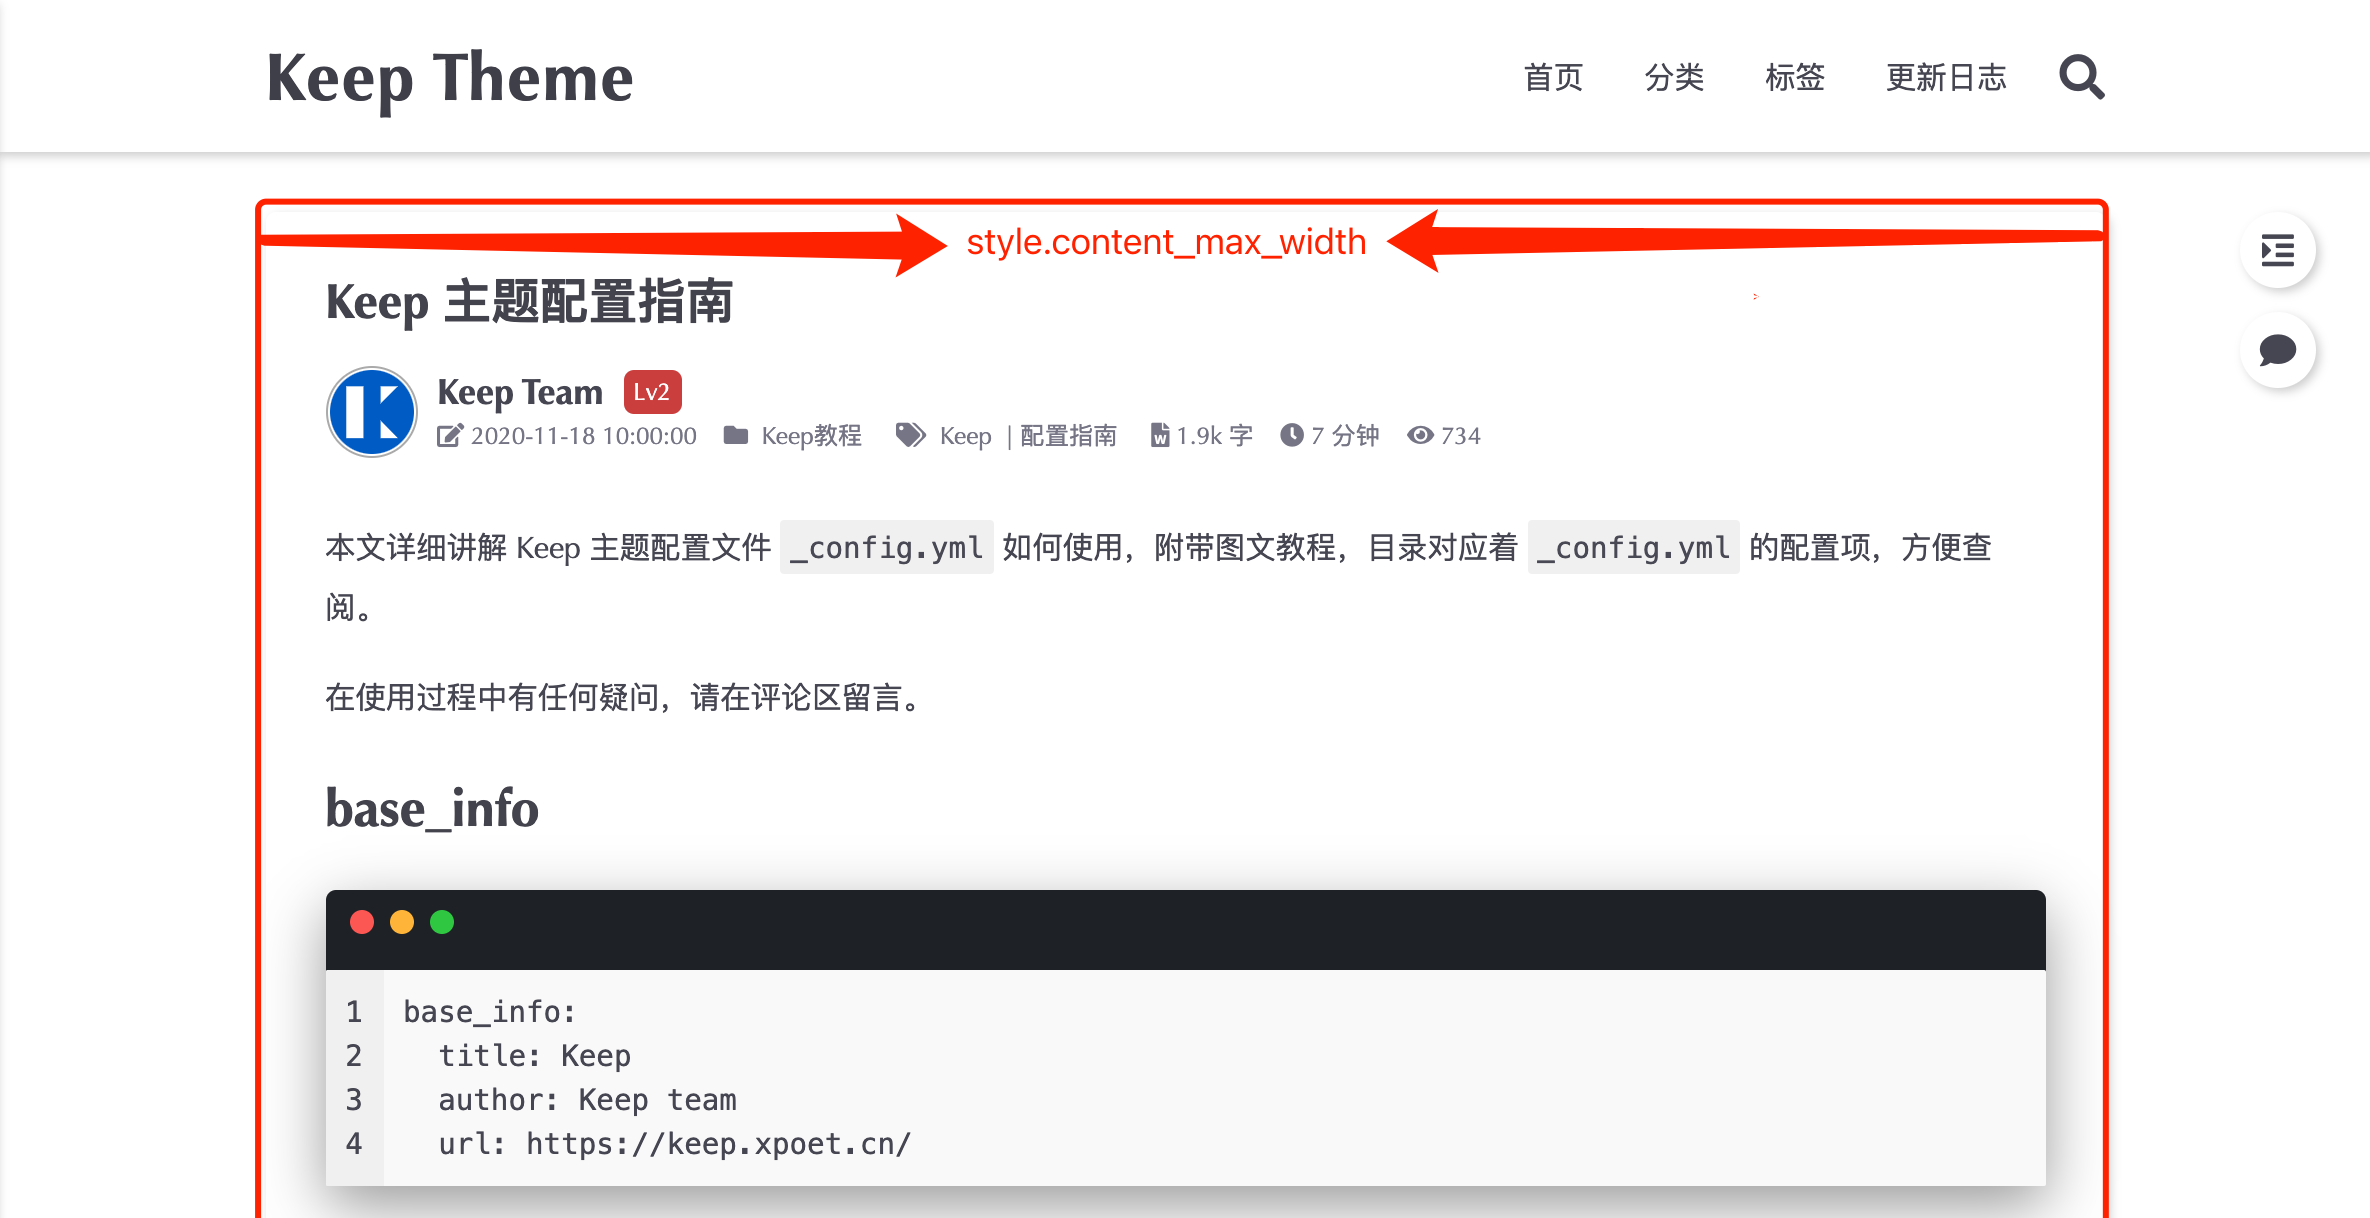 Keep Theme
首页 分类 标签 更新日志
style.content_max_width
Keep 主题配置指南
Keep Team Lv2
2020-11-18 10:00:00 Keep教程 Keep | 配置指南 1.9k 字 7 分钟 734
本文详细讲解 Keep 主题配置文件 _config.yml 如何使用，附带图文教程，目录对应着 _config.yml 的配置项，方便查
阅。
在使用过程中有任何疑问，请在评论区留言。
base_info
1 base_info:
2 title: Keep
3 author: Keep team
4 url: https://keep.xpoet.cn/